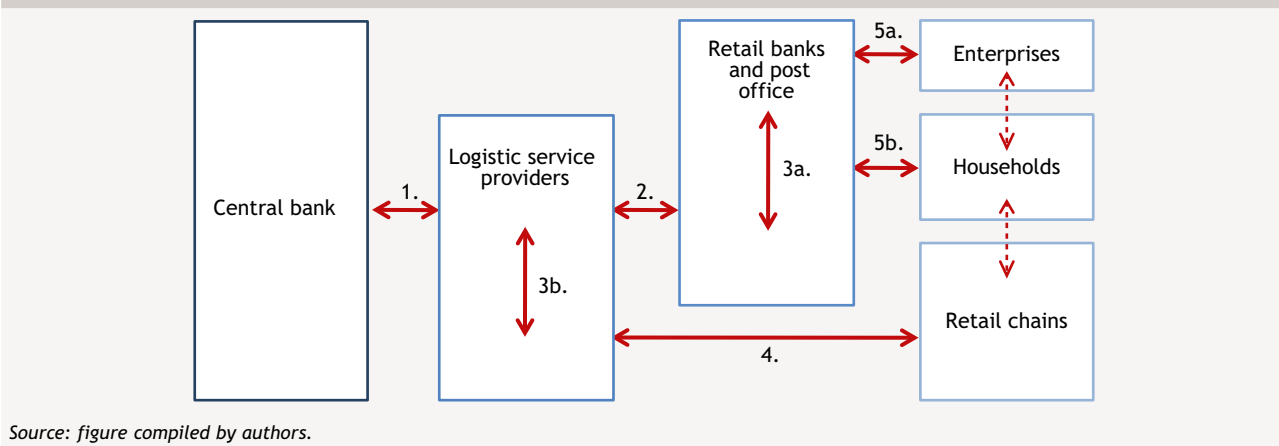 Central bank
1.
Logistic service
providers
3b.
2.
Retail banks
and post
office
3a.
5a.
5b.
4.
Enterprises
Households
Retail chains
Source: figure compiled by authors.